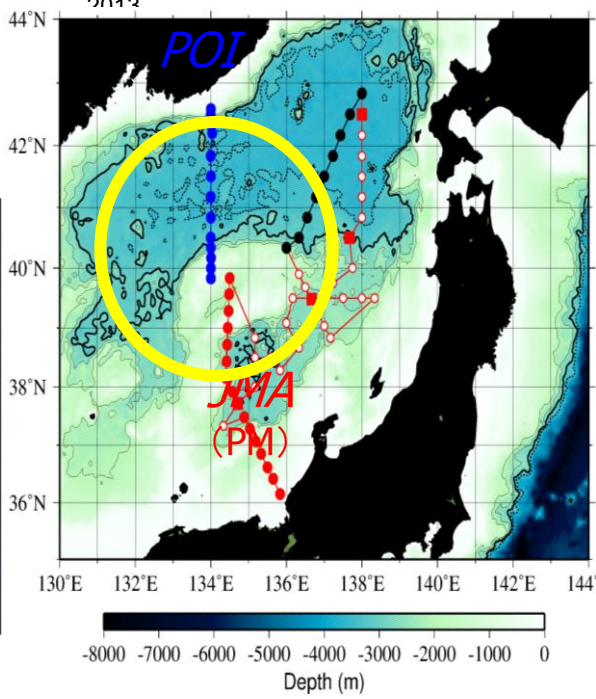 2013
44˚N
POI
42˚N
40˚N
38˚N
JMA
(PM)
36˚N
130˚E 132˚E 134˚E 136˚E 138˚E 140˚E 142˚E 144˚
-8000 -7000 -6000 -5000 -4000 -3000 -2000 -1000 0
Depth (m)